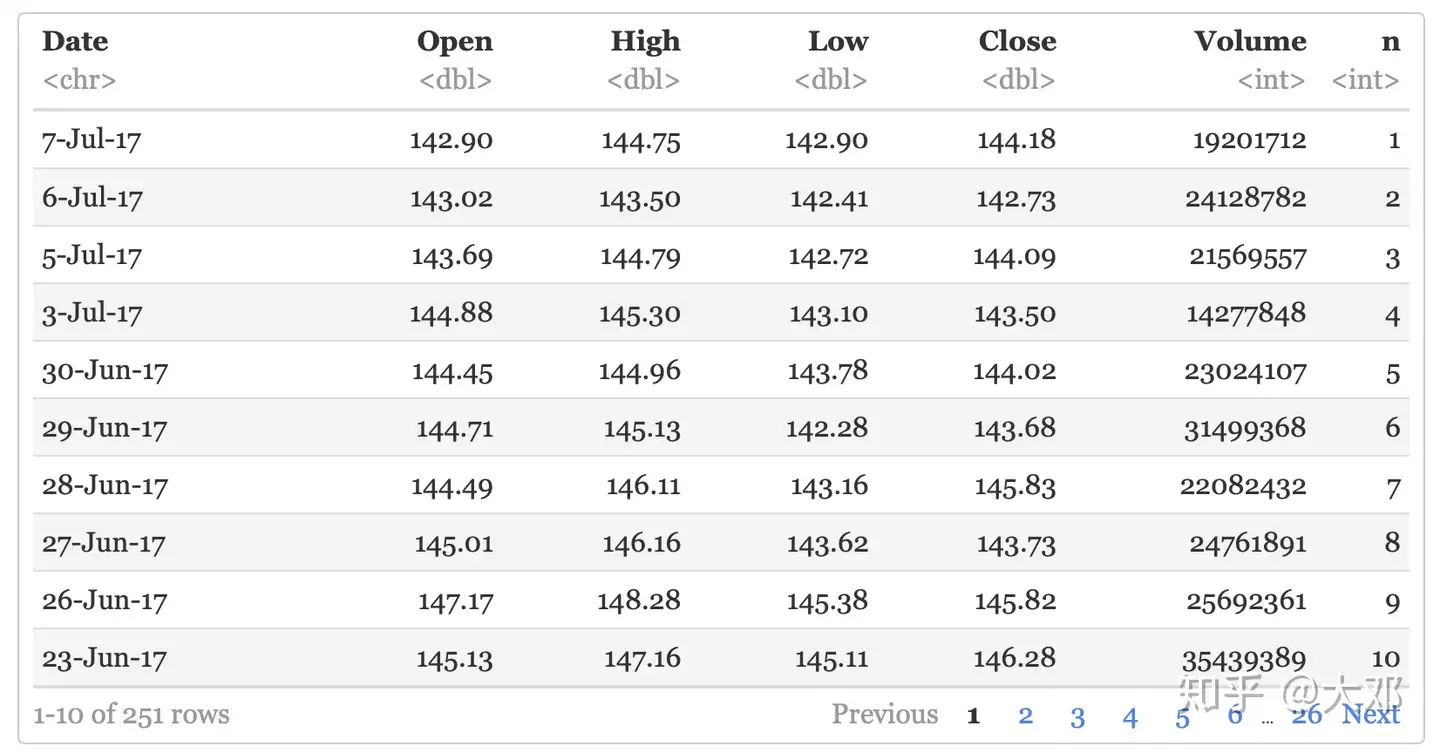 Date Open High Low Close Volume n
<chr> <dbl> <dbl> <dbl> <dbl> <int> <int>
7-Jul-17 142.90 144.75 142.90 144.18 19201712 1
6-Jul-17 143.02 143.50 142.41 142.73 24128782 2
5-Jul-17 143.69 144.79 142.72 144.09 21569557 3
3-Jul-17 144.88 145.30 143.10 143.50 14277848 4
30-Jun-17 144.45 144.96 143.78 144.02 23024107 5
29-Jun-17 144.71 145.13 142.28 143.68 31499368 6
28-Jun-17 144.49 146.11 143.16 145.83 22082432 7
27-Jun-17 145.01 146.16 143.62 143.73 24761891 8
26-Jun-17 147.17 148.28 145.38 145.82 25692361 9
23-Jun-17 145.13 147.16 145.11 146.28 35439389 10
知乎 @大邓
1-10 of 251 rows Previous 1 2 3 4 5 6 ... 26 Next